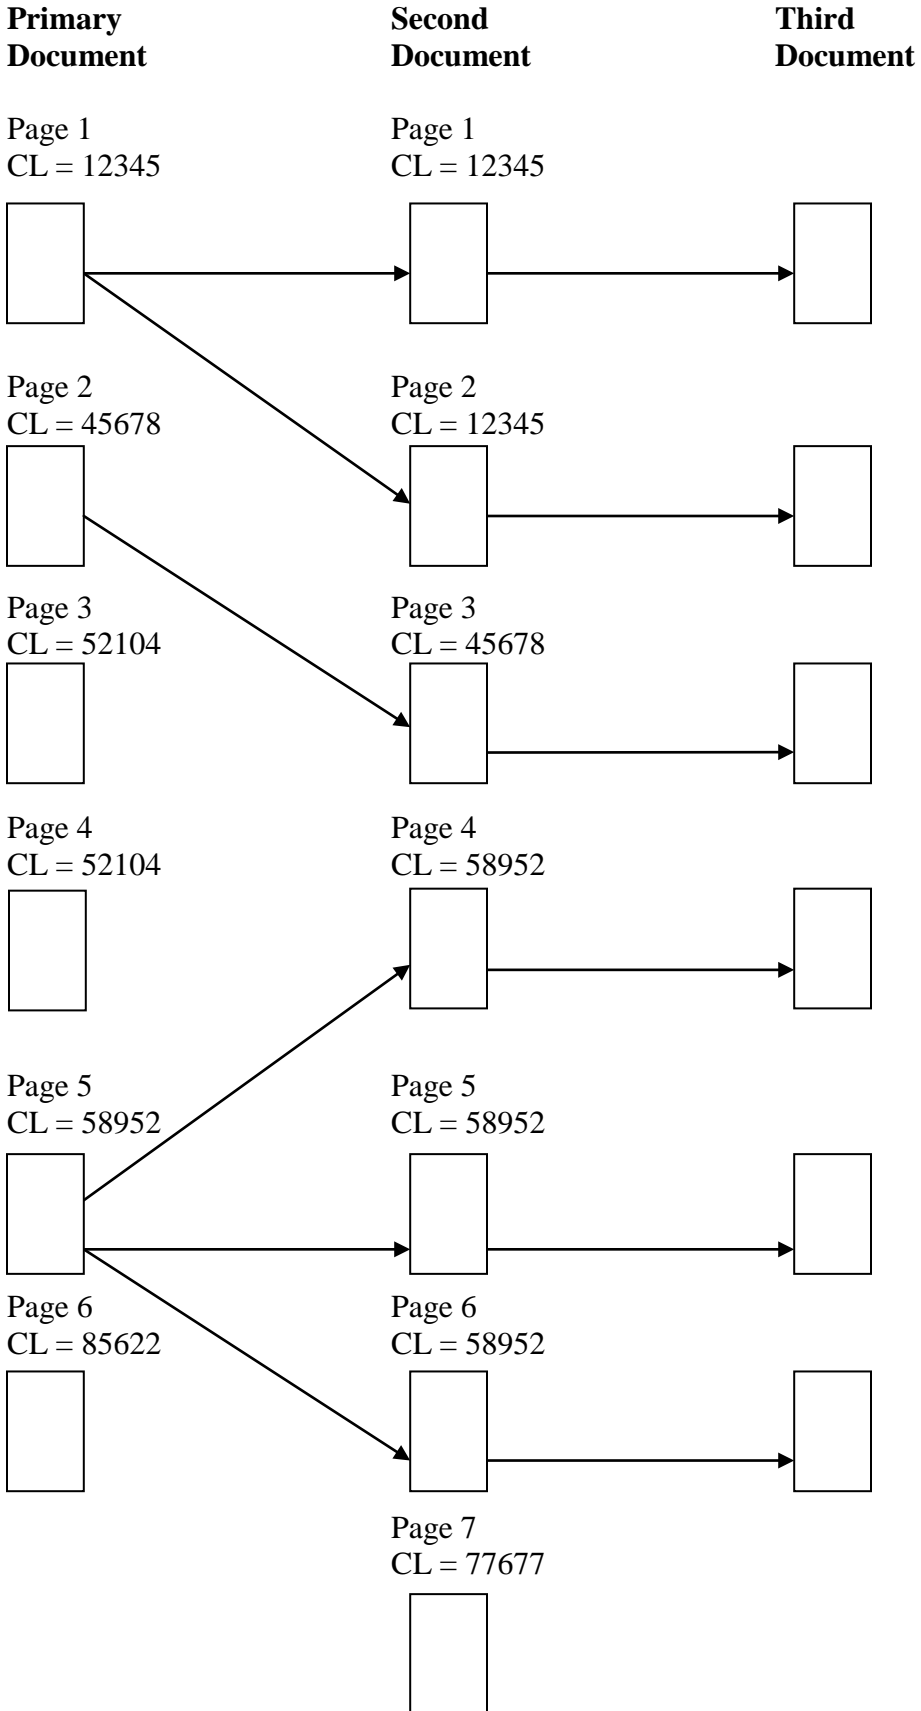 Primary Document
Second Document
Third Document
Page 1
CL = 12345
Page 1
CL = 12345
Page 2
CL = 45678
Page 2
CL = 12345
Page 3
CL = 52104
Page 3
CL = 45678
Page 4
CL = 52104
Page 4
CL = 58952
Page 5
CL = 58952
Page 5
CL = 58952
Page 6
CL = 85622
Page 6
CL = 58952
Page 7
CL = 77677